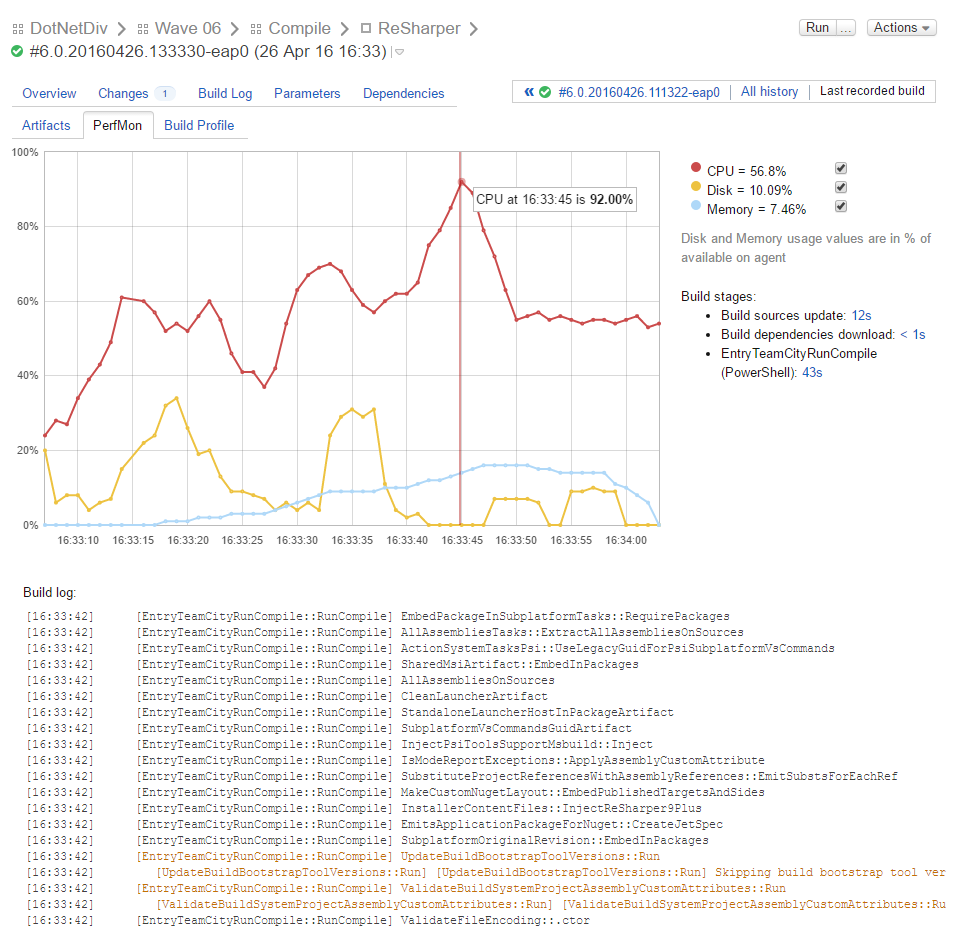 DotNetDiv Wave 06 Compile ReSharper
Run ... Actions
#6.0.20160426.133330-eap0 (26 Apr 16 16:33)
Overview Changes 1 Build Log Parameters Dependencies
« #6.0.20160426.111322-eap0 | All history | Last recorded build
Artifacts PerfMon Build Profile
100%
80%
60%
40%
20%
0%
CPU at 16:33:45 is 92.00%
16:33:10 16:33:15 16:33:20 16:33:25 16:33:30 16:33:35 16:33:40 16:33:45 16:33:50 16:33:55 16:34:00
CPU = 56.8%
Disk = 10.09%
Memory = 7.46%
Disk and Memory usage values are in % of
available on agent
Build stages:
• Build sources update: 12s
• Build dependencies download: < 1s
• EntryTeamCityRunCompile
(PowerShell): 43s
Build log:
[16:33:42] [EntryTeamCityRunCompile::RunCompile] EmbedPackageInSubplatformTasks::RequirePackages
[16:33:42] [EntryTeamCityRunCompile::RunCompile] AllAssembliesTasks::ExtractAllAssembliesOnSources
[16:33:42] [EntryTeamCityRunCompile::RunCompile] ActionSystemTasksPsi::UseLegacyGuidForPsiSubplatformVsCommands
[16:33:42] [EntryTeamCityRunCompile::RunCompile] SharedMsiArtifact::EmbedInPackages
[16:33:42] [EntryTeamCityRunCompile::RunCompile] AllAssembliesOnSources
[16:33:42] [EntryTeamCityRunCompile::RunCompile] CleanLauncherArtifact
[16:33:42] [EntryTeamCityRunCompile::RunCompile] StandaloneLauncherHostInPackageArtifact
[16:33:42] [EntryTeamCityRunCompile::RunCompile] SubplatformVsCommandsGuidArtifact
[16:33:42] [EntryTeamCityRunCompile::RunCompile] InjectPsiToolsSupportMsbuild::Inject
[16:33:42] [EntryTeamCityRunCompile::RunCompile] IsModeReportExceptions::ApplyAssemblyCustomAttribute
[16:33:42] [EntryTeamCityRunCompile::RunCompile] SubstituteProjectReferencesWithAssemblyReferences::EmitSubstsForEachRef
[16:33:42] [EntryTeamCityRunCompile::RunCompile] MakeCustomNugetLayout::EmbedPublishedTargetsAndSides
[16:33:42] [EntryTeamCityRunCompile::RunCompile] InstallerContentFiles::InjectReSharper9Plus
[16:33:42] [EntryTeamCityRunCompile::RunCompile] EmitsApplicationPackageForNuget::CreateJetSpec
[16:33:42] [EntryTeamCityRunCompile::RunCompile] SubplatformOriginalRevision::EmbedInPackages
[16:33:42] [EntryTeamCityRunCompile::RunCompile] UpdateBuildBootstrapToolVersions::Run
[16:33:42] [UpdateBuildBootstrapToolVersions::Run] [UpdateBuildBootstrapToolVersions::Run] Skipping build bootstrap tool ver
[16:33:42] [EntryTeamCityRunCompile::RunCompile] ValidateBuildSystemProjectAssemblyCustomAttributes::Run
[16:33:42] [ValidateBuildSystemProjectAssemblyCustomAttributes::Run] [ValidateBuildSystemProjectAssemblyCustomAttributes::Ru
[16:33:42] [EntryTeamCityRunCompile::RunCompile] ValidateFileEncoding::.ctor